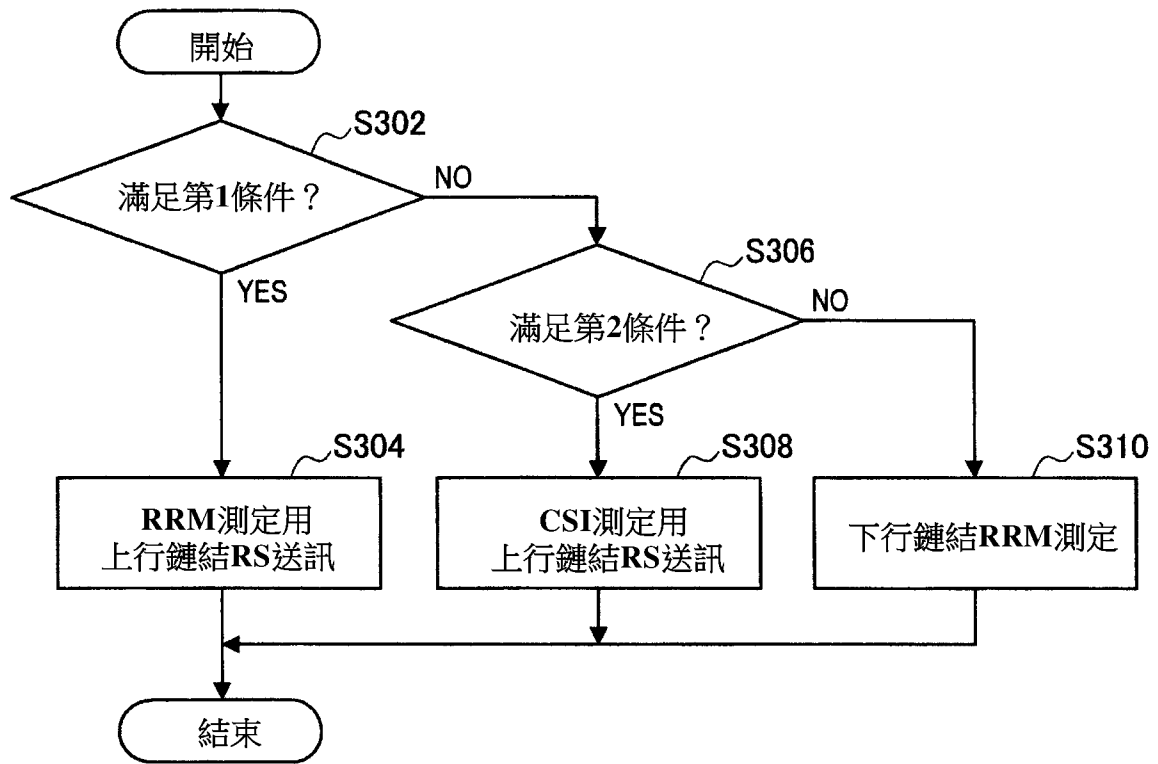 開始
S302
滿足第1條件？
NO
YES
S306
滿足第2條件？
NO
YES
S304
RRM測定用
上行鏈結RS送訊
S308
CSI測定用
上行鏈結RS送訊
S310
下行鏈結RRM測定
結束